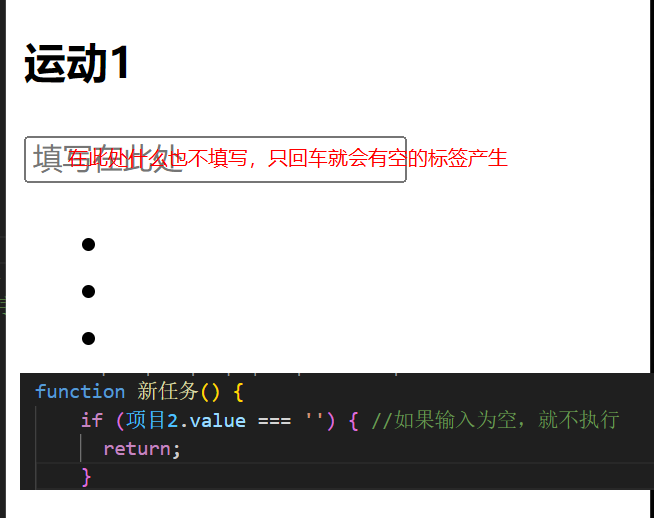 运动1
填写在此处
在此处什么也不填写，只回车就会有空的标签产生
function 新任务() {
if (项目2.value === '') { //如果输入为空，就不执行
return;
}